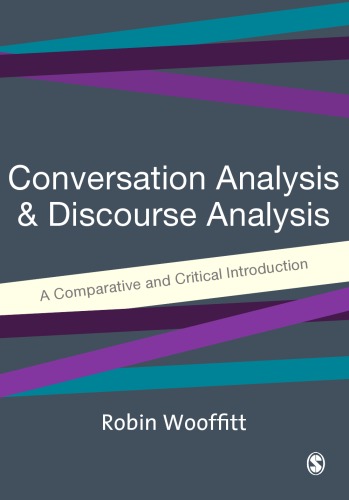 Conversation Analysis
& Discourse Analysis
A Comparative and Critical Introduction
Robin Wooffitt
S